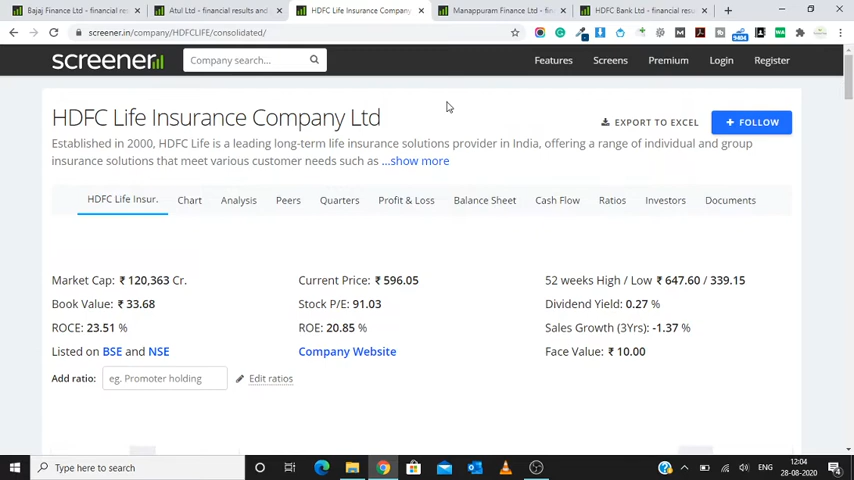 Bajaj Finance Ltd - financial resu
Atul Ltd - financial results and
HDFC Life Insurance Company
Manappuram Finance Ltd - fin
HDFC Bank Ltd - financial resu
screener.in/company/HDFCLIFE/consolidated/
screener
Company search...
Features
Screens
Premium
Login
Register
HDFC Life Insurance Company Ltd
EXPORT TO EXCEL
+ FOLLOW
Established in 2000, HDFC Life is a leading long-term life insurance solutions provider in India, offering a range of individual and group
insurance solutions that meet various customer needs such as ...show more
HDFC Life Insur.
Chart
Analysis
Peers
Quarters
Profit & Loss
Balance Sheet
Cash Flow
Ratios
Investors
Documents
Market Cap: ₹ 120,363 Cr.
Current Price: ₹ 596.05
52 weeks High / Low ₹ 647.60 / 339.15
Book Value: ₹ 33.68
Stock P/E: 91.03
Dividend Yield: 0.27 %
ROCE: 23.51 %
ROE: 20.85 %
Sales Growth (3Yrs): -1.37 %
Listed on BSE and NSE
Company Website
Face Value: ₹ 10.00
Add ratio:
eg. Promoter holding
Edit ratios
Type here to search
ENG
12:04
28-08-2020